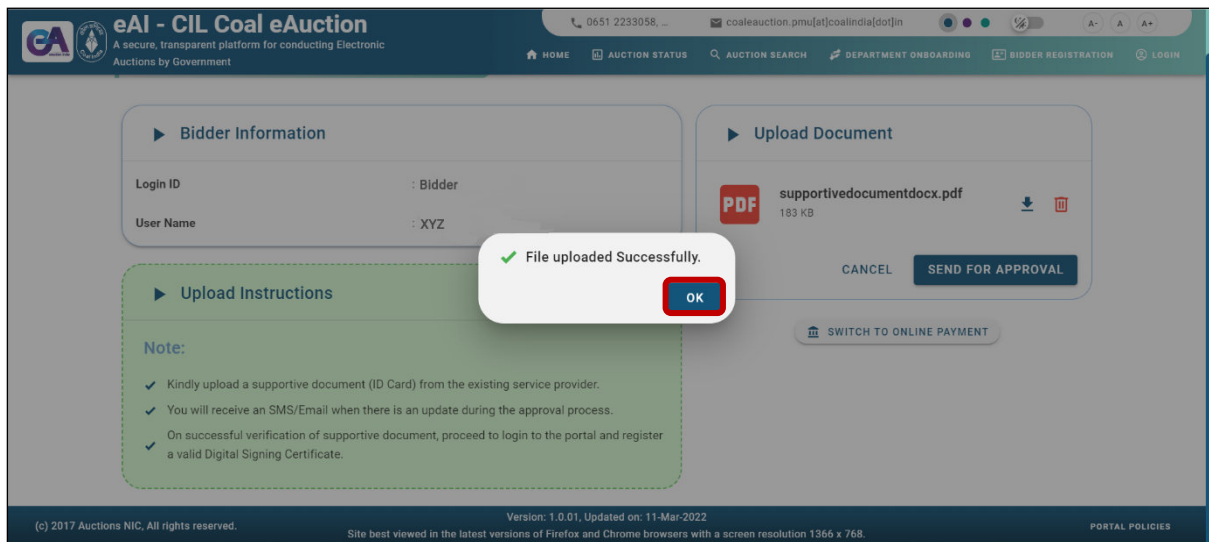 eAI - CIL Coal eAuction
A secure, transparent platform for conducting Electronic
Auctions by Government
0651 2233058, ...
coaleauction.pmu[at]coalindia[dot]in
A-
A
A+
HOME
AUCTION STATUS
AUCTION SEARCH
DEPARTMENT ONBOARDING
BIDDER REGISTRATION
LOGIN
Bidder Information
Login ID : Bidder
User Name : XYZ
Upload Document
PDF
supportivedocumentdocx.pdf
183 KB
CANCEL
SEND FOR APPROVAL
SWITCH TO ONLINE PAYMENT
File uploaded Successfully.
OK
Upload Instructions
Note:
Kindly upload a supportive document (ID Card) from the existing service provider.
You will receive an SMS/Email when there is an update during the approval process.
On successful verification of supportive document, proceed to login to the portal and register
a valid Digital Signing Certificate.
(c) 2017 Auctions NIC, All rights reserved.
Version: 1.0.01, Updated on: 11-Mar-2022
Site best viewed in the latest versions of Firefox and Chrome browsers with a screen resolution 1366 x 768.
PORTAL POLICIES